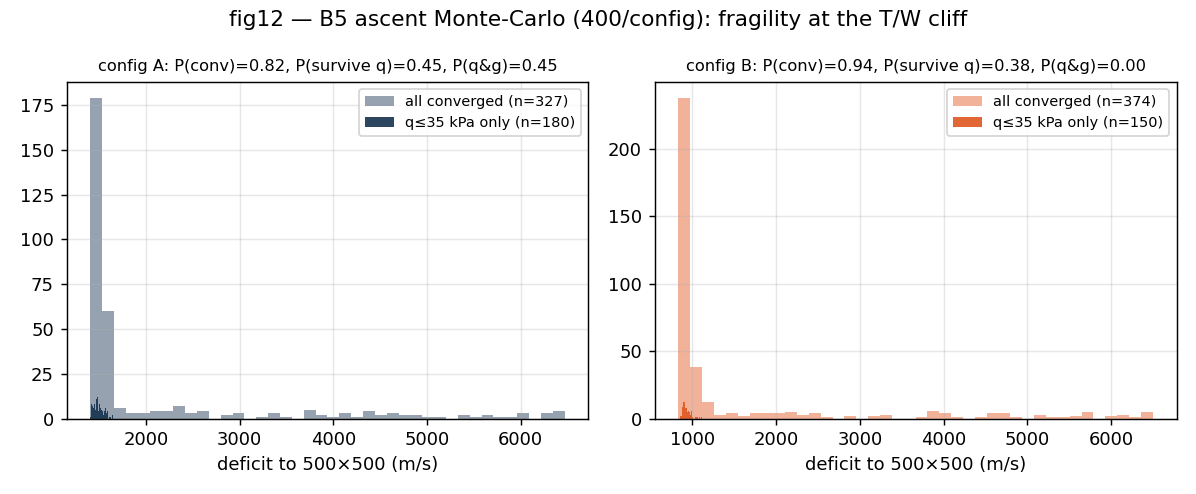 fig12 — B5 ascent Monte-Carlo (400/config): fragility at the T/W cliff
config A: P(conv)=0.82, P(survive q)=0.45, P(q&g)=0.45
all converged (n=327)
q≤35 kPa only (n=180)
175
150
125
100
75
50
25
0
2000 3000 4000 5000 6000
deficit to 500×500 (m/s)
config B: P(conv)=0.94, P(survive q)=0.38, P(q&g)=0.00
all converged (n=374)
q≤35 kPa only (n=150)
200
150
100
50
0
1000 2000 3000 4000 5000 6000
deficit to 500×500 (m/s)